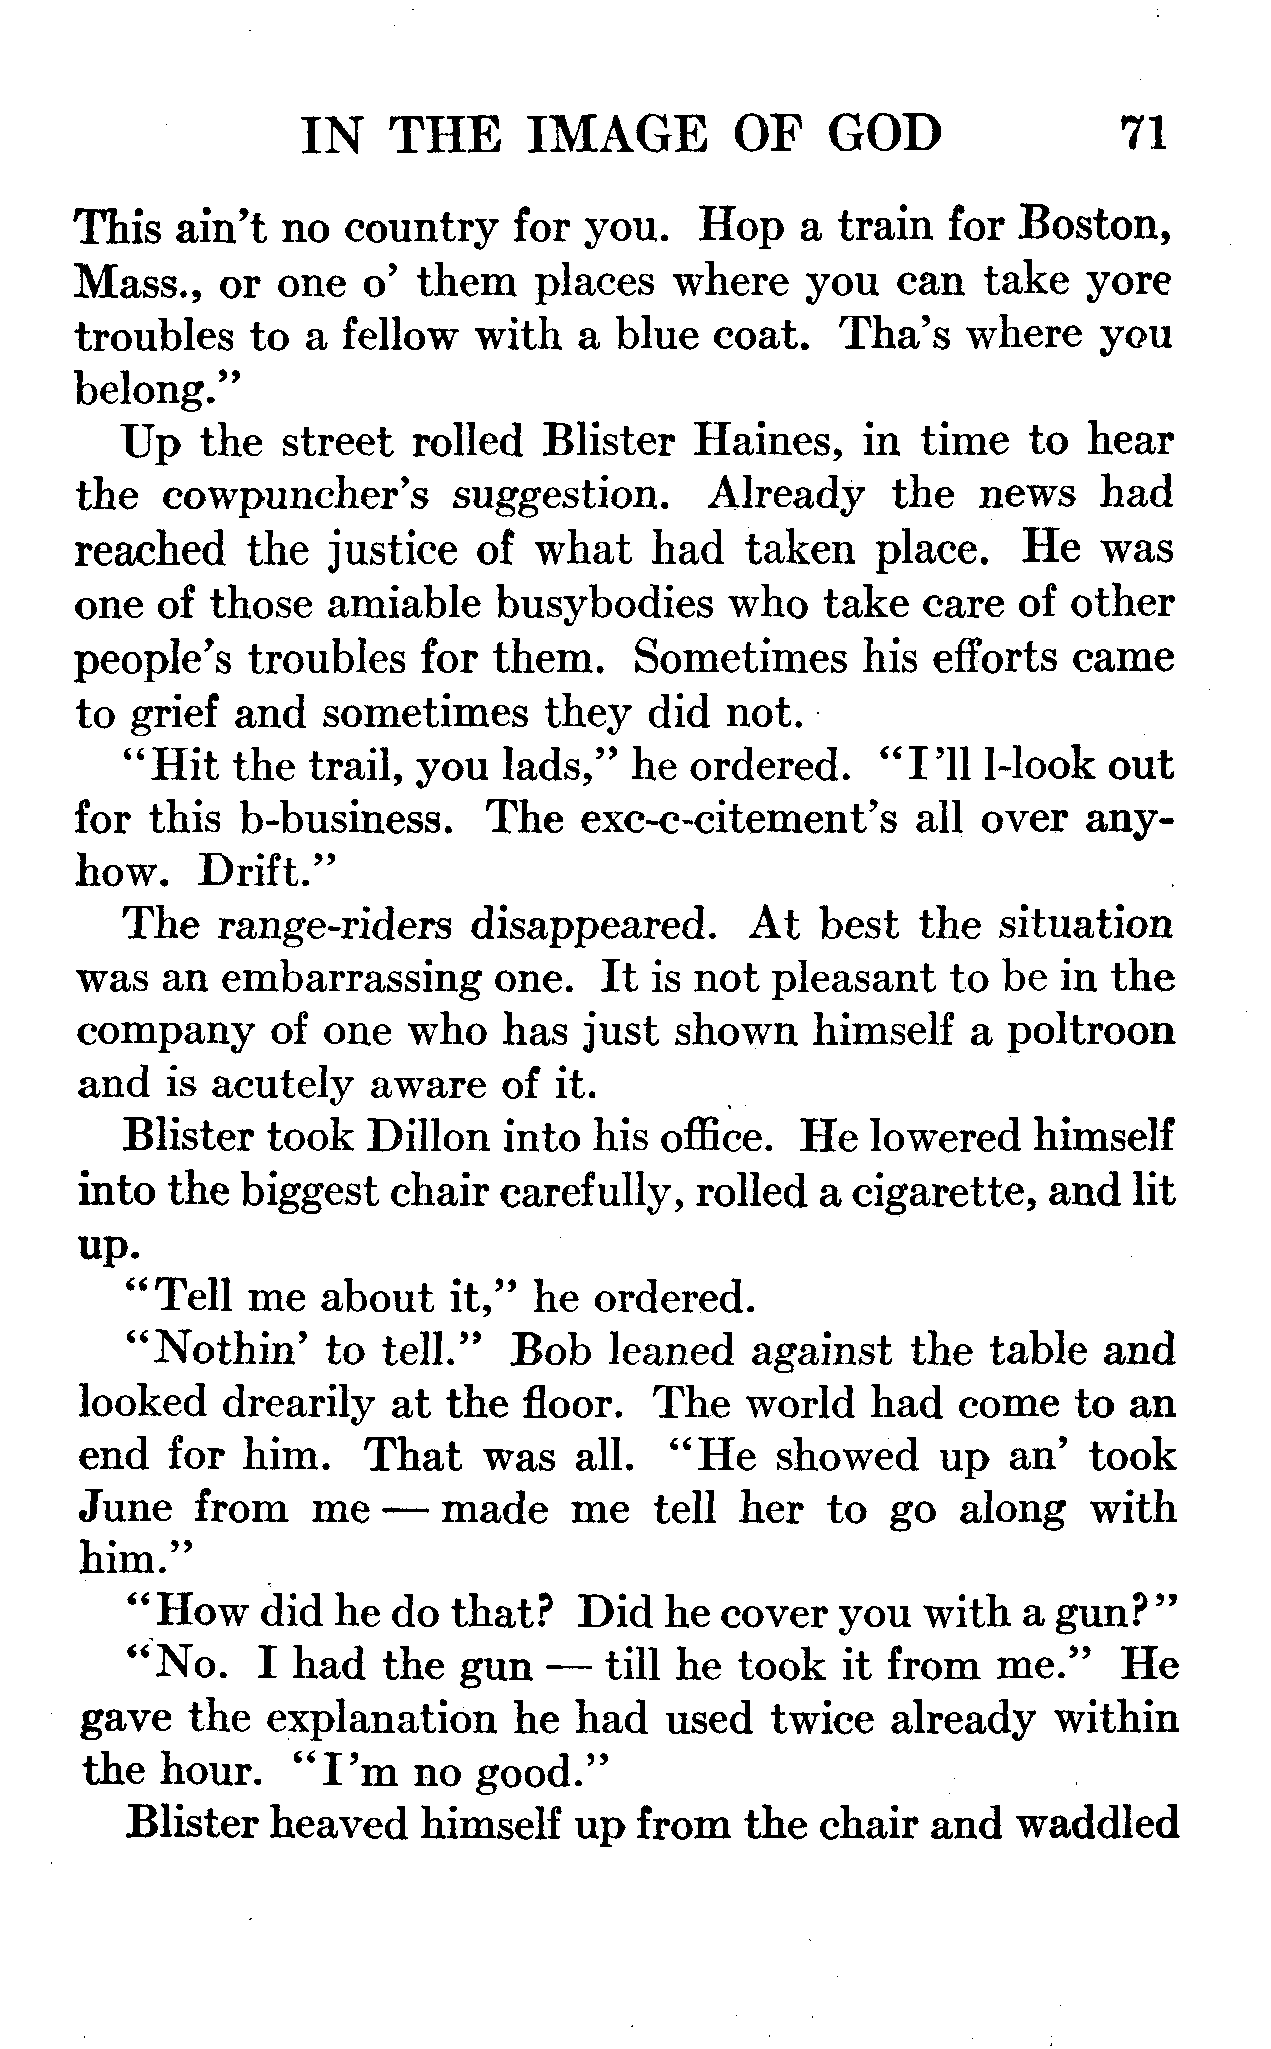 IN THE IMAGE OF GOD 71
This ain't no country for you. Hop a train for Boston,
Mass., or one o' them places where you can take yore
troubles to a fellow with a blue coat. Tha's where you
belong."
Up the street rolled Blister Haines, in time to hear
the cowpuncher's suggestion. Already the news had
reached the justice of what had taken place. He was
one of those amiable busybodies who take care of other
people's troubles for them. Sometimes his efforts came
to grief and sometimes they did not.
"Hit the trail, you lads," he ordered. "I'll l-look out
for this b-business. The exc-c-citement's all over any-
how. Drift."
The range-riders disappeared. At best the situation
was an embarrassing one. It is not pleasant to be in the
company of one who has just shown himself a poltroon
and is acutely aware of it.
Blister took Dillon into his office. He lowered himself
into the biggest chair carefully, rolled a cigarette, and lit
up.
"Tell me about it," he ordered.
"Nothin' to tell." Bob leaned against the table and
looked drearily at the floor. The world had come to an
end for him. That was all. "He showed up an' took
June from me — made me tell her to go along with
him."
"How did he do that? Did he cover you with a gun?"
"No. I had the gun — till he took it from me." He
gave the explanation he had used twice already within
the hour. "I'm no good."
Blister heaved himself up from the chair and waddled